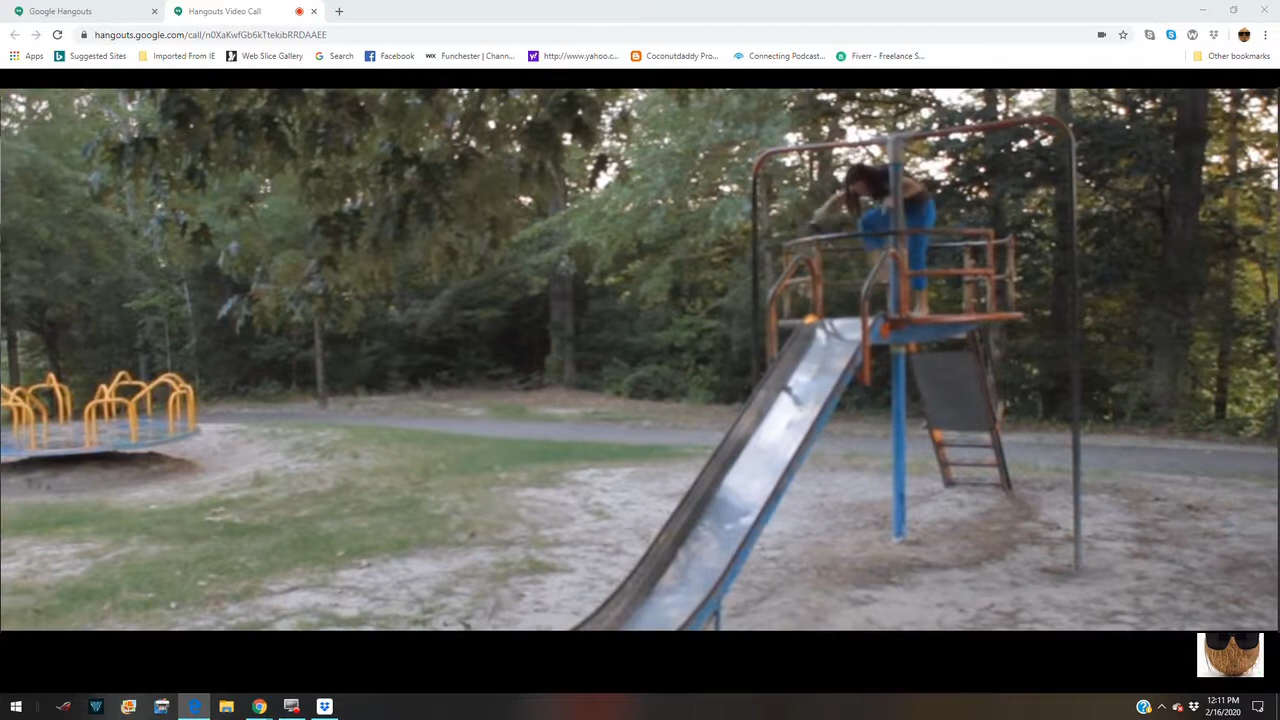 Google Hangouts
Hangouts Video Call
hangouts.google.com/call/n0XaKwfGb6kTtekibRRDAAEE
Apps
Suggested Sites
Imported From IE
Web Slice Gallery
Search
Facebook
WIX
Funchester | Chann...
http://www.yahoo.c...
Coconutdaddy Pro...
Connecting Podcast...
Fiverr - Freelance S...
Other bookmarks
12:11 PM
2/16/2020